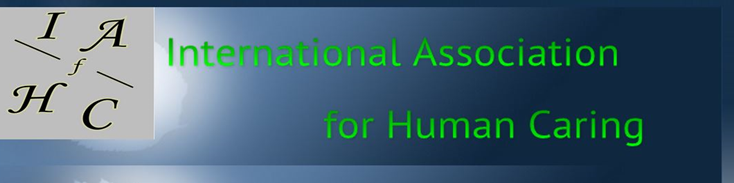 I A
f
H C
International Association
for Human Caring